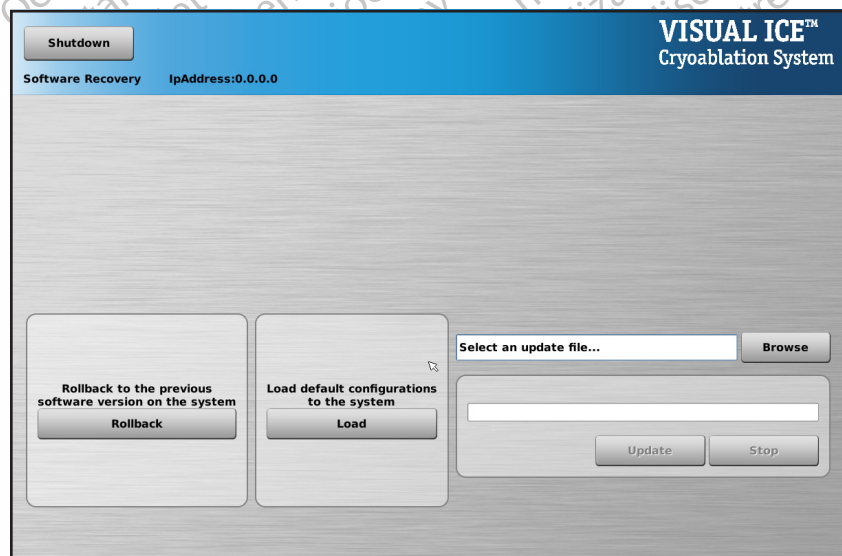 Shutdown
VISUAL ICE™
Cryoablation System
Software Recovery IpAddress:0.0.0.0
Select an update file...
Browse
Rollback to the previous
software version on the system
Rollback
Load default configurations
to the system
Load
Update
Stop